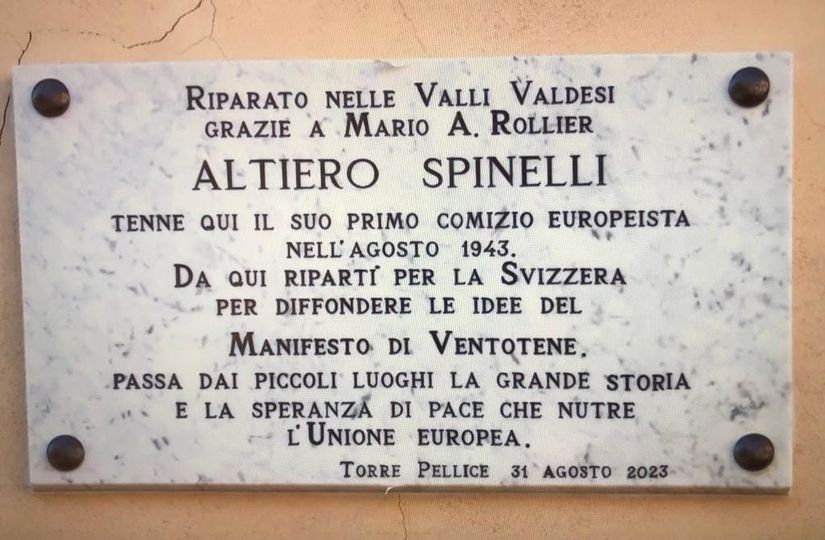 Riparato nelle Valli Valdesi
grazie a Mario A. Rollier
ALTIERO SPINELLI
tenne qui il suo primo comizio europeista
nell'agosto 1943.
Da qui ripartì per la Svizzera
per diffondere le idee del
Manifesto di Ventotene.
passa dai piccoli luoghi la grande storia
e la speranza di pace che nutre
l'Unione europea.
Torre Pellice 31 agosto 2023